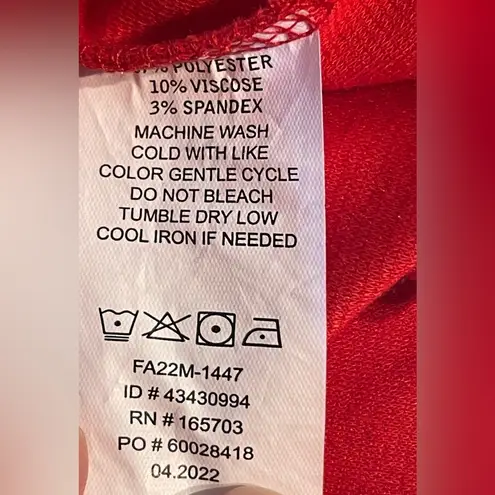 % POLYESTER
10% VISCOSE
3% SPANDEX
MACHINE WASH
COLD WITH LIKE
COLOR GENTLE CYCLE
DO NOT BLEACH
TUMBLE DRY LOW
COOL IRON IF NEEDED
FA22M-1447
ID # 43430994
RN # 165703
PO # 60028418
04.2022